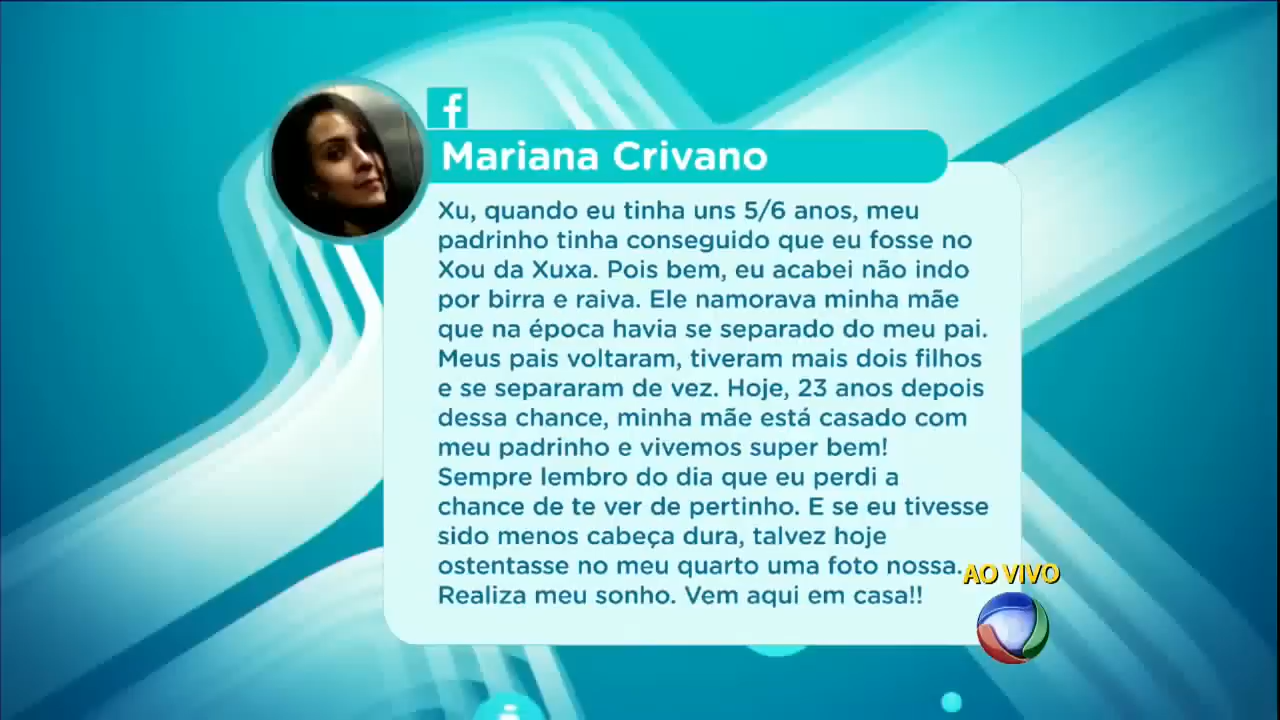 f
Mariana Crivano
Xu, quando eu tinha uns 5/6 anos, meu
padrinho tinha conseguido que eu fosse no
Xou da Xuxa. Pois bem, eu acabei não indo
por birra e raiva. Ele namorava minha mãe
que na época havia se separado do meu pai.
Meus pais voltaram, tiveram mais dois filhos
e se separaram de vez. Hoje, 23 anos depois
dessa chance, minha mãe está casado com
meu padrinho e vivemos super bem!
Sempre lembro do dia que eu perdi a
chance de te ver de pertinho. E se eu tivesse
sido menos cabeça dura, talvez hoje
ostentasse no meu quarto uma foto nossa.
Realiza meu sonho. Vem aqui em casa!!
AO VIVO